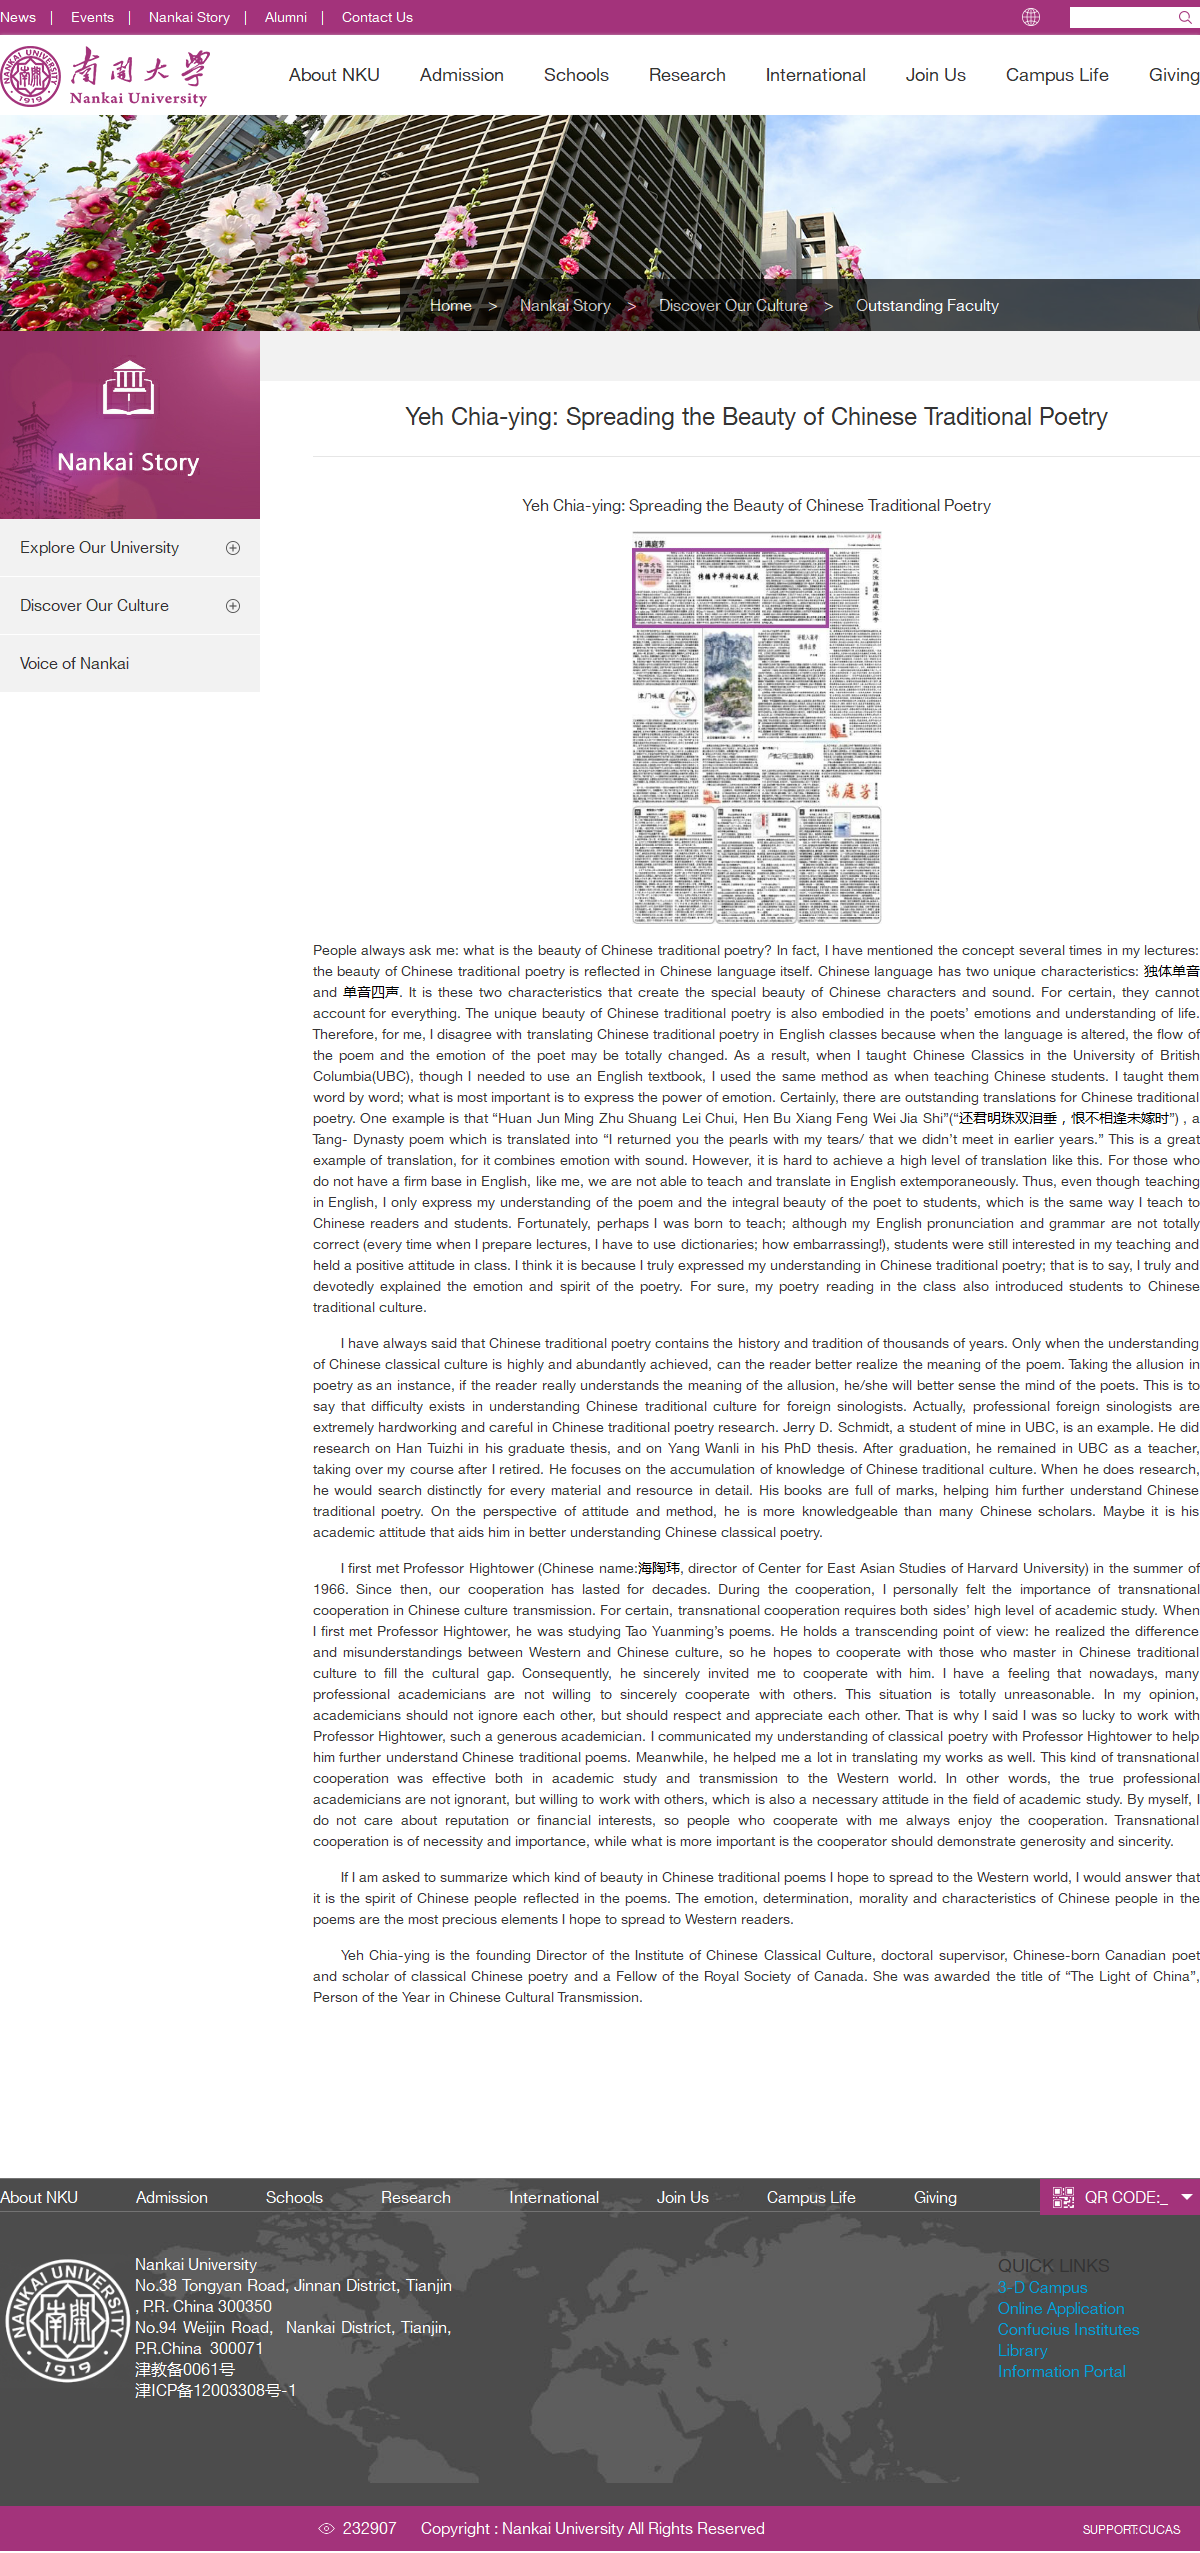 News | Events | Nankai Story | Alumni | Contact Us
NANKAI UNIVERSITY
1919
南開大學
Nankai University
About NKU Admission Schools Research International Join Us Campus Life Giving
Home > Nankai Story > Discover Our Culture > Outstanding Faculty
Nankai Story
Explore Our University
Discover Our Culture
Voice of Nankai
Yeh Chia-ying: Spreading the Beauty of Chinese Traditional Poetry
Yeh Chia-ying: Spreading the Beauty of Chinese Traditional Poetry
19 满庭芳
传播中华诗词的美感
满庭芳
People always ask me: what is the beauty of Chinese traditional poetry? In fact, I have mentioned the concept several times in my lectures:
the beauty of Chinese traditional poetry is reflected in Chinese language itself. Chinese language has two unique characteristics: 独体单音
and 单音四声. It is these two characteristics that create the special beauty of Chinese characters and sound. For certain, they cannot
account for everything. The unique beauty of Chinese traditional poetry is also embodied in the poets’ emotions and understanding of life.
Therefore, for me, I disagree with translating Chinese traditional poetry in English classes because when the language is altered, the flow of
the poem and the emotion of the poet may be totally changed. As a result, when I taught Chinese Classics in the University of British
Columbia(UBC), though I needed to use an English textbook, I used the same method as when teaching Chinese students. I taught them
word by word; what is most important is to express the power of emotion. Certainly, there are outstanding translations for Chinese traditional
poetry. One example is that “Huan Jun Ming Zhu Shuang Lei Chui, Hen Bu Xiang Feng Wei Jia Shi”(“还君明珠双泪垂，恨不相逢未嫁时”) , a
Tang- Dynasty poem which is translated into “I returned you the pearls with my tears/ that we didn’t meet in earlier years.” This is a great
example of translation, for it combines emotion with sound. However, it is hard to achieve a high level of translation like this. For those who
do not have a firm base in English, like me, we are not able to teach and translate in English extemporaneously. Thus, even though teaching
in English, I only express my understanding of the poem and the integral beauty of the poet to students, which is the same way I teach to
Chinese readers and students. Fortunately, perhaps I was born to teach; although my English pronunciation and grammar are not totally
correct (every time when I prepare lectures, I have to use dictionaries; how embarrassing!), students were still interested in my teaching and
held a positive attitude in class. I think it is because I truly expressed my understanding in Chinese traditional poetry; that is to say, I truly and
devotedly explained the emotion and spirit of the poetry. For sure, my poetry reading in the class also introduced students to Chinese
traditional culture.
I have always said that Chinese traditional poetry contains the history and tradition of thousands of years. Only when the understanding
of Chinese classical culture is highly and abundantly achieved, can the reader better realize the meaning of the poem. Taking the allusion in
poetry as an instance, if the reader really understands the meaning of the allusion, he/she will better sense the mind of the poets. This is to
say that difficulty exists in understanding Chinese traditional culture for foreign sinologists. Actually, professional foreign sinologists are
extremely hardworking and careful in Chinese traditional poetry research. Jerry D. Schmidt, a student of mine in UBC, is an example. He did
research on Han Tuizhi in his graduate thesis, and on Yang Wanli in his PhD thesis. After graduation, he remained in UBC as a teacher,
taking over my course after I retired. He focuses on the accumulation of knowledge of Chinese traditional culture. When he does research,
he would search distinctly for every material and resource in detail. His books are full of marks, helping him further understand Chinese
traditional poetry. On the perspective of attitude and method, he is more knowledgeable than many Chinese scholars. Maybe it is his
academic attitude that aids him in better understanding Chinese classical poetry.
I first met Professor Hightower (Chinese name:海陶玮, director of Center for East Asian Studies of Harvard University) in the summer of
1966. Since then, our cooperation has lasted for decades. During the cooperation, I personally felt the importance of transnational
cooperation in Chinese culture transmission. For certain, transnational cooperation requires both sides’ high level of academic study. When
I first met Professor Hightower, he was studying Tao Yuanming’s poems. He holds a transcending point of view: he realized the difference
and misunderstandings between Western and Chinese culture, so he hopes to cooperate with those who master in Chinese traditional
culture to fill the cultural gap. Consequently, he sincerely invited me to cooperate with him. I have a feeling that nowadays, many
professional academicians are not willing to sincerely cooperate with others. This situation is totally unreasonable. In my opinion,
academicians should not ignore each other, but should respect and appreciate each other. That is why I said I was so lucky to work with
Professor Hightower, such a generous academician. I communicated my understanding of classical poetry with Professor Hightower to help
him further understand Chinese traditional poems. Meanwhile, he helped me a lot in translating my works as well. This kind of transnational
cooperation was effective both in academic study and transmission to the Western world. In other words, the true professional
academicians are not ignorant, but willing to work with others, which is also a necessary attitude in the field of academic study. By myself, I
do not care about reputation or financial interests, so people who cooperate with me always enjoy the cooperation. Transnational
cooperation is of necessity and importance, while what is more important is the cooperator should demonstrate generosity and sincerity.
If I am asked to summarize which kind of beauty in Chinese traditional poems I hope to spread to the Western world, I would answer that
it is the spirit of Chinese people reflected in the poems. The emotion, determination, morality and characteristics of Chinese people in the
poems are the most precious elements I hope to spread to Western readers.
Yeh Chia-ying is the founding Director of the Institute of Chinese Classical Culture, doctoral supervisor, Chinese-born Canadian poet
and scholar of classical Chinese poetry and a Fellow of the Royal Society of Canada. She was awarded the title of “The Light of China”,
Person of the Year in Chinese Cultural Transmission.
About NKU Admission Schools Research International Join Us Campus Life Giving QR CODE:_
NANKAI UNIVERSITY
1919
Nankai University
No.38 Tongyan Road, Jinnan District, Tianjin
, P.R. China 300350
No.94 Weijin Road, Nankai District, Tianjin,
P.R.China 300071
津教备0061号
津ICP备12003308号-1
QUICK LINKS
3-D Campus
Online Application
Confucius Institutes
Library
Information Portal
232907 Copyright : Nankai University All Rights Reserved
SUPPORT:CUCAS